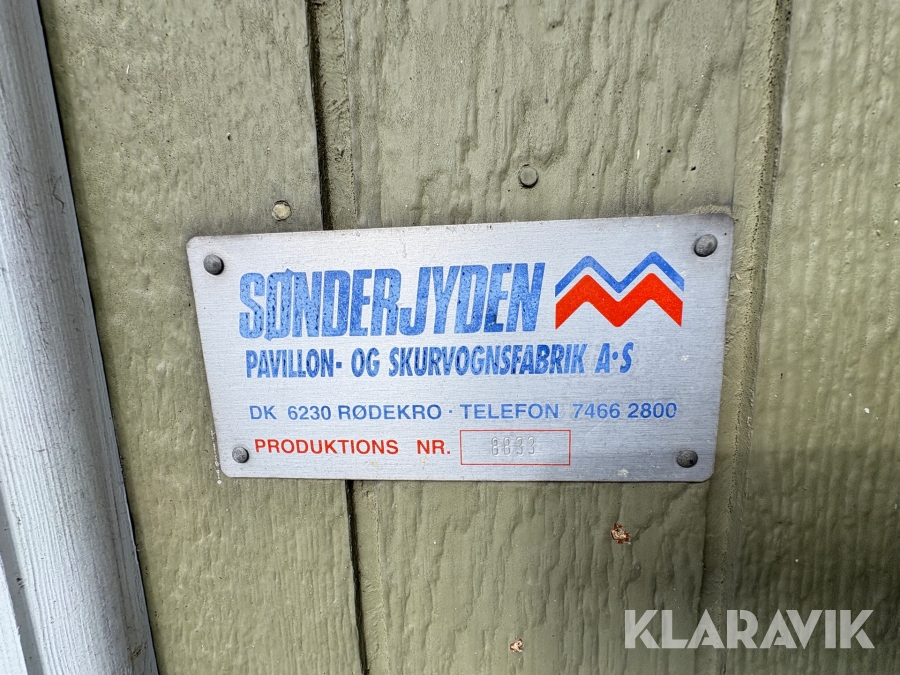 SØNDERJYDEN
PAVILLON- OG SKURVOGNSFABRIK A·S
DK 6230 RØDEKRO · TELEFON 7466 2800
PRODUKTIONS NR.
KLARAVIK